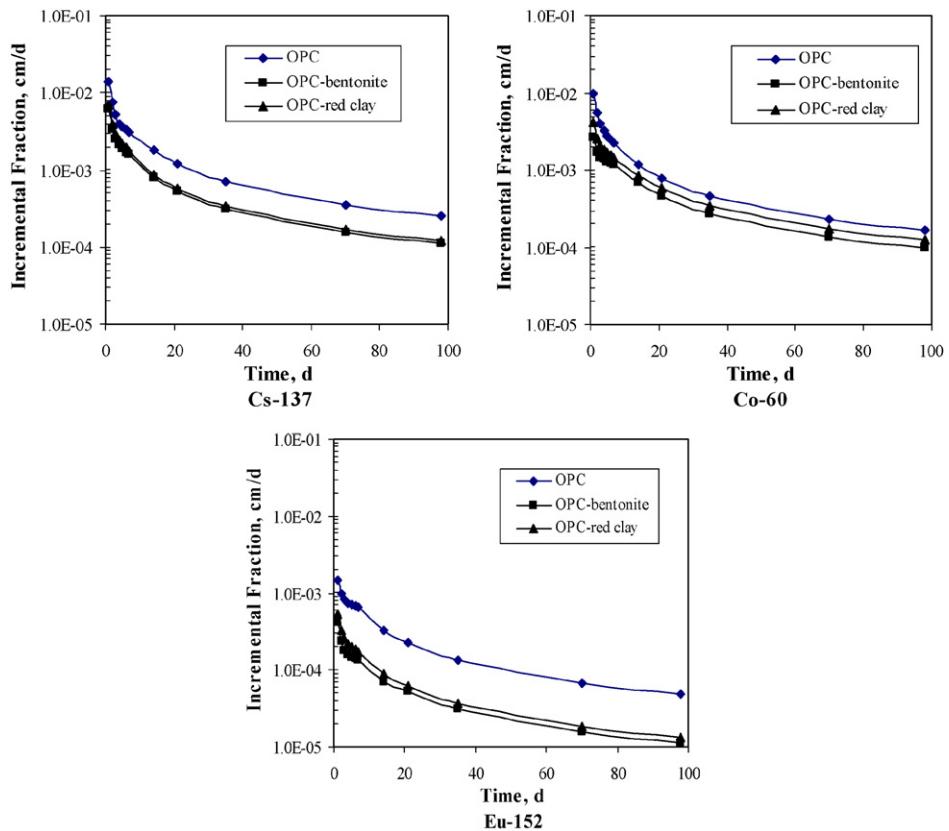 1.0E-01
1.0E-02
1.0E-03
1.0E-04
1.0E-05
Incremental Fraction, cm/d
OPC
OPC-bentonite
OPC-red clay
0 20 40 60 80 100
Time, d
Cs-137
1.0E-01
1.0E-02
1.0E-03
1.0E-04
1.0E-05
Incremental Fraction, cm/d
OPC
OPC-bentonite
OPC-red clay
0 20 40 60 80 100
Time, d
Co-60
1.0E-01
1.0E-02
1.0E-03
1.0E-04
1.0E-05
Incremental Fraction, cm/d
OPC
OPC-bentonite
OPC-red clay
0 20 40 60 80 100
Time, d
Eu-152